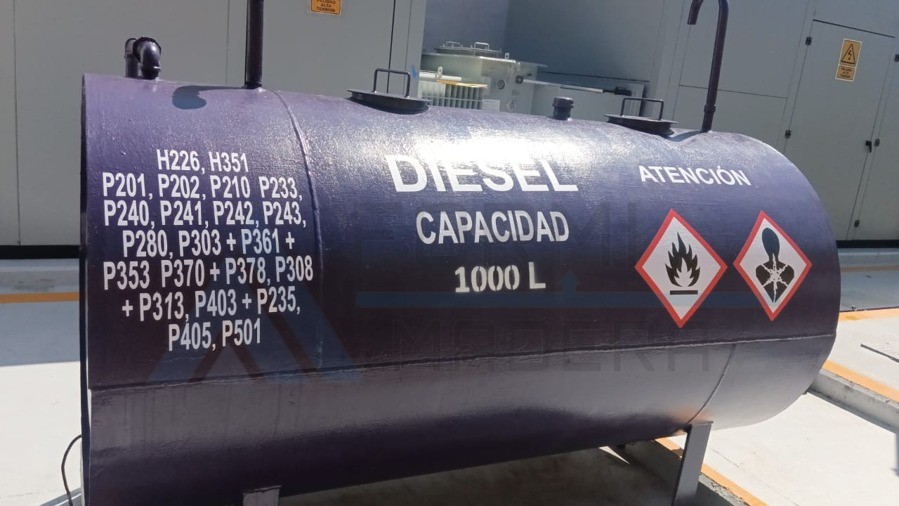 H226, H351
P201, P202, P210 P233,
P240, P241, P242, P243,
P280, P303 + P361 +
P353 P370 + P378, P308
+ P313, P403 + P235,
P405, P501
DIESEL
CAPACIDAD
1000 L
ATENCIÓN
MADERA